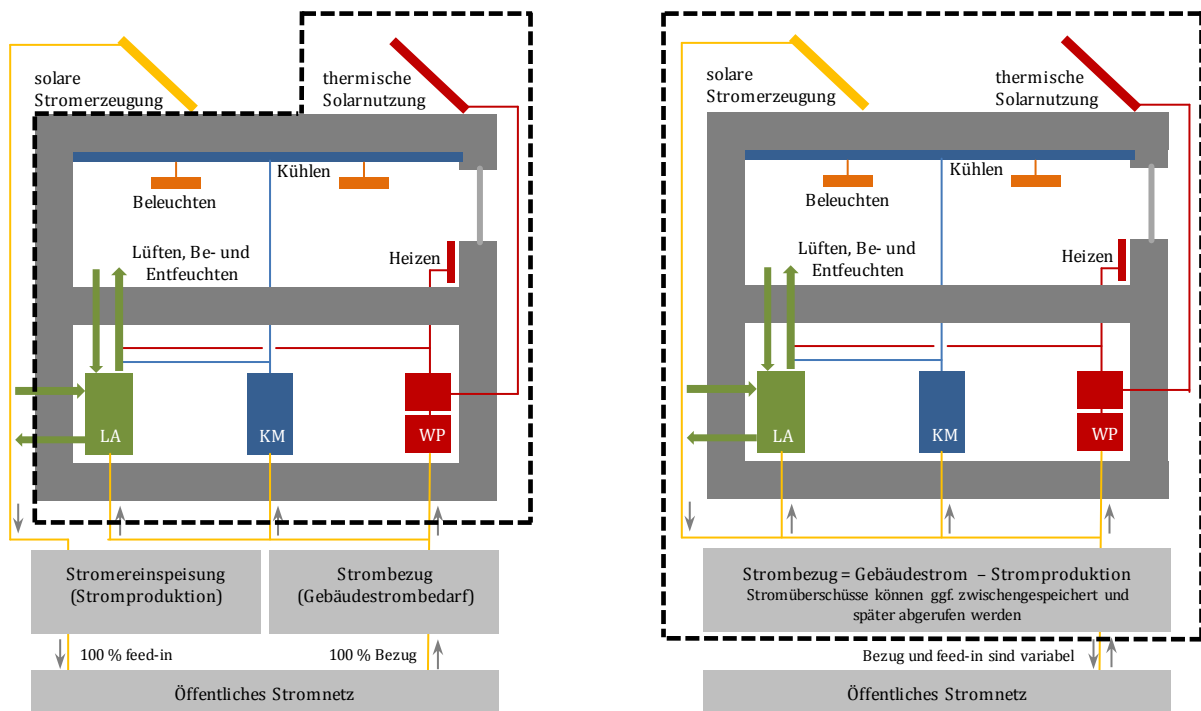 solare
Stromerzeugung
thermische
Solarnutzung
Kühlen
Beleuchten
Lüften, Be- und
Entfeuchten
Heizen
LA
KM
WP
Stromereinspeisung
(Stromproduktion)
Strombezug
(Gebäudestrombedarf)
100 % feed-in
100 % Bezug
Öffentliches Stromnetz
solare
Stromerzeugung
thermische
Solarnutzung
Kühlen
Beleuchten
Lüften, Be- und
Entfeuchten
Heizen
LA
KM
WP
Strombezug = Gebäudestrom – Stromproduktion
Stromüberschüsse können ggf. zwischengespeichert und
später abgerufen werden
Bezug und feed-in sind variabel
Öffentliches Stromnetz